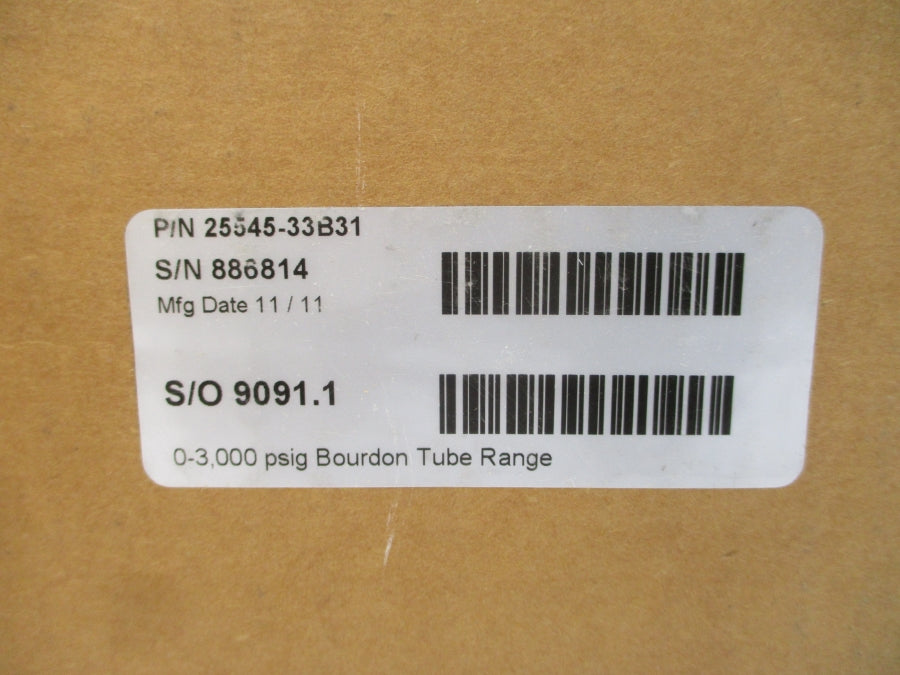 P/N 25545-33B31
S/N 886814
Mfg Date 11 / 11
S/O 9091.1
0-3,000 psig Bourdon Tube Range